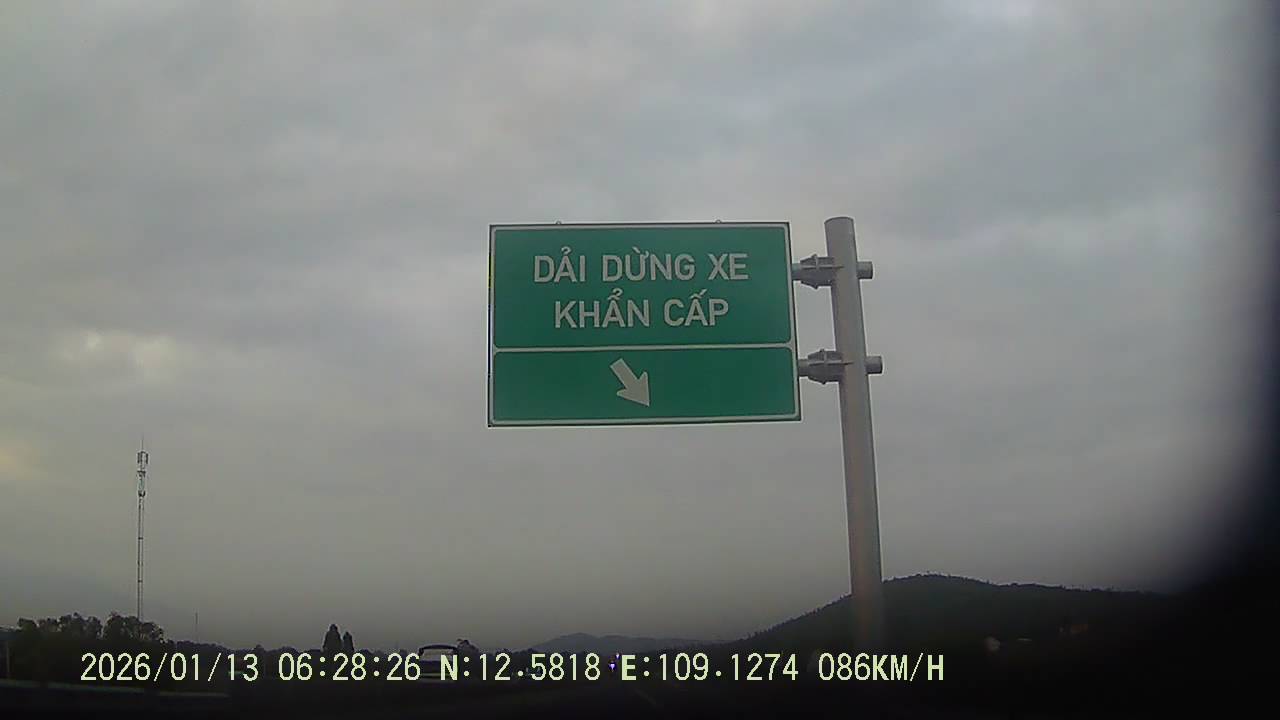 DẢI DỪNG XE
KHẨN CẤP
2026/01/13 06:28:26 N:12.5818 E:109.1274 086KM/H